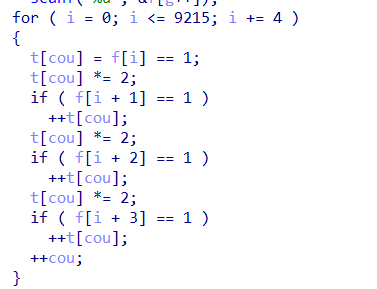 for ( i = 0; i <= 9215; i += 4 )
{
t[cou] = f[i] == 1;
t[cou] *= 2;
if ( f[i + 1] == 1 )
++t[cou];
t[cou] *= 2;
if ( f[i + 2] == 1 )
++t[cou];
t[cou] *= 2;
if ( f[i + 3] == 1 )
++t[cou];
++cou;
}